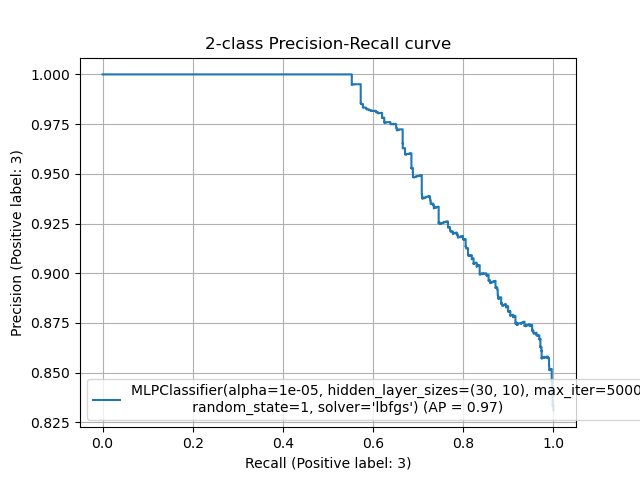 2-class Precision-Recall curve
1.000
0.975
0.950
0.925
0.900
0.875
0.850
0.825
Precision (Positive label: 3)
MLPClassifier(alpha=1e-05, hidden_layer_sizes=(30, 10), max_iter=5000
random_state=1, solver='lbfgs') (AP = 0.97)
0.0 0.2 0.4 0.6 0.8 1.0
Recall (Positive label: 3)